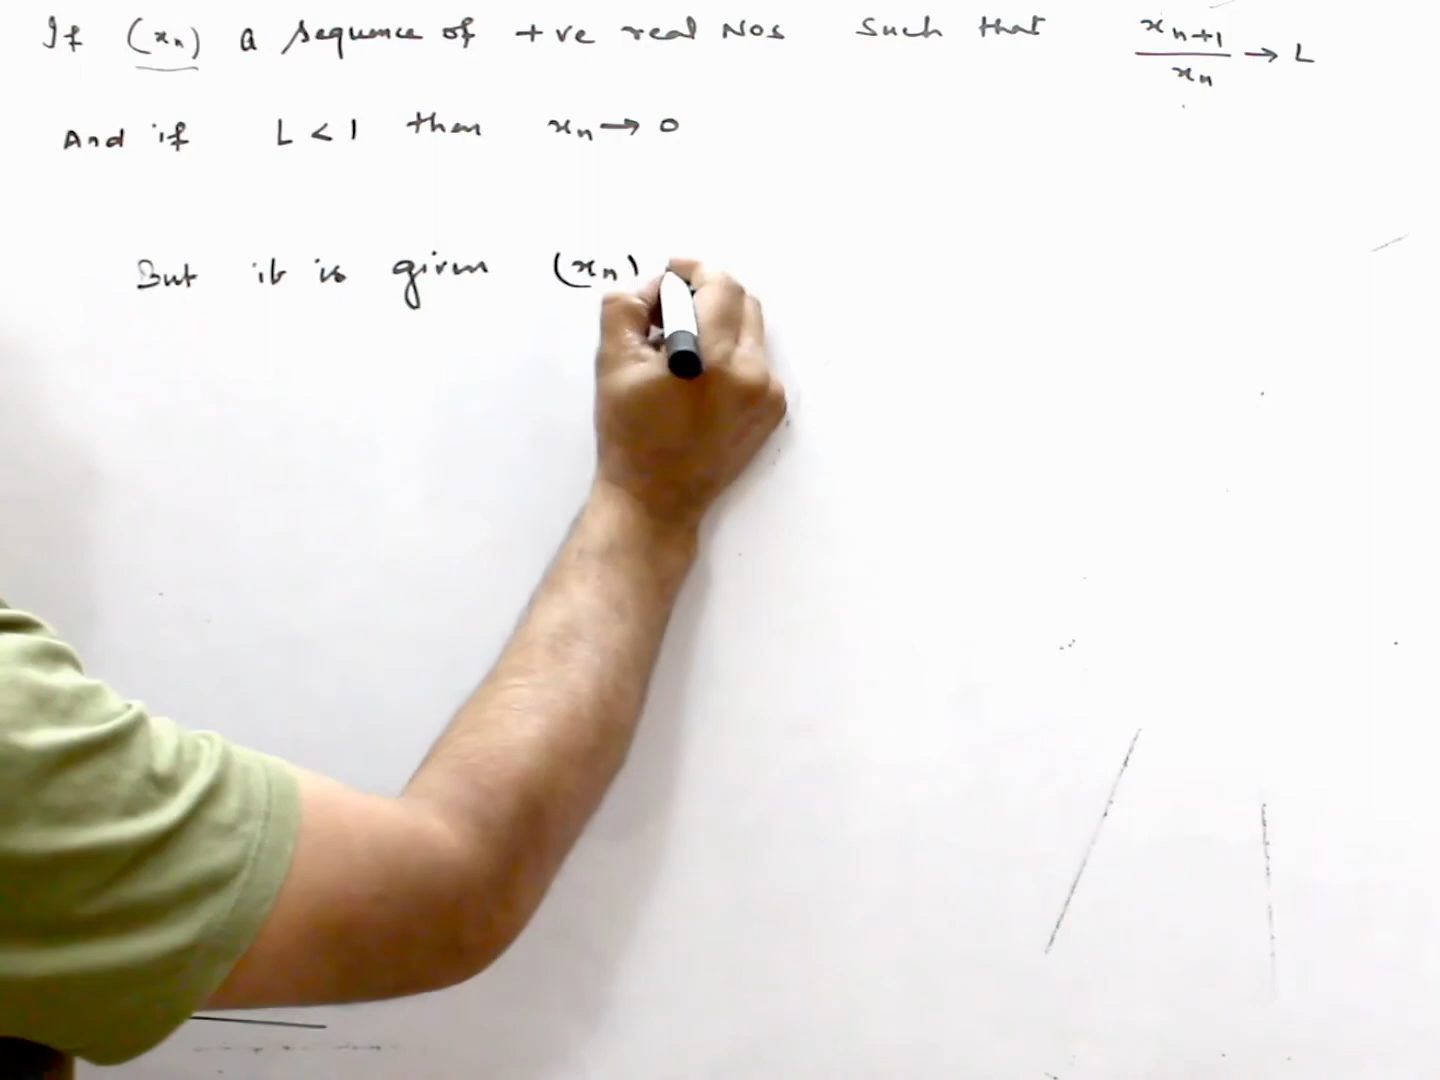 If (xₙ) a sequence of +ve real Nos such that xₙ₊₁/xₙ → L
And if L < 1 then xₙ → 0
But it is given (xₙ)